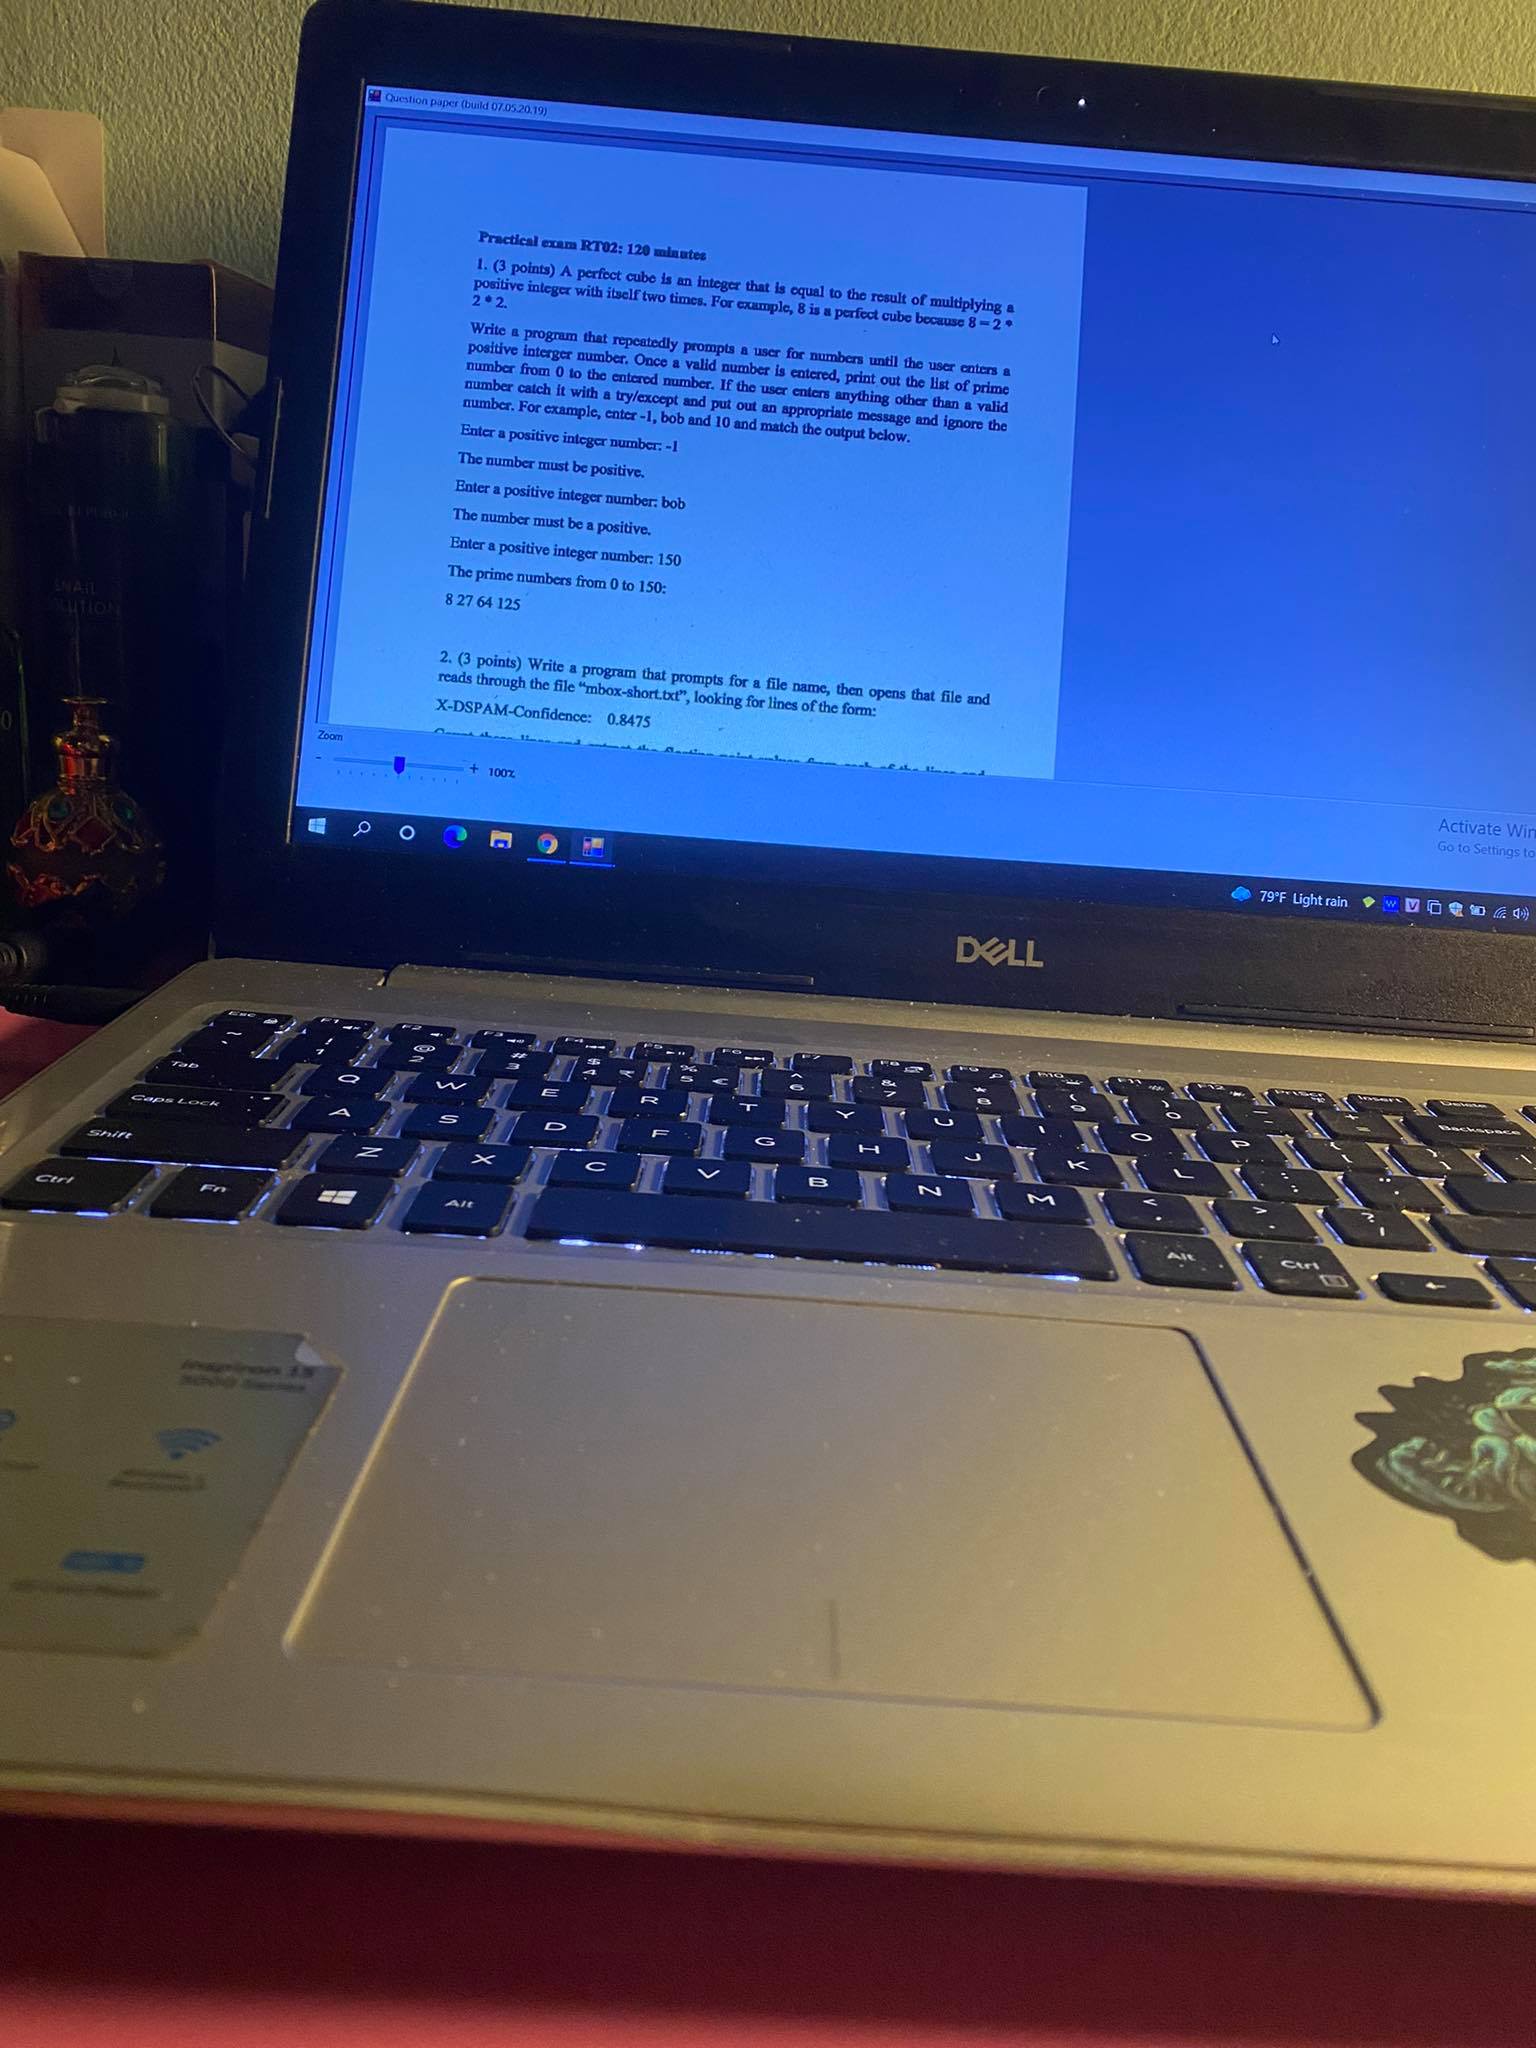 Question paper (build 07.05.20.19)
Practical exam RT02: 120 minutes
1. (3 points) A perfect cube is an integer that is equal to the result of multiplying a
positive integer with itself two times. For example, 8 is a perfect cube because 8 = 2 *
2 * 2.
Write a program that repeatedly prompts a user for numbers until the user enters a
positive interger number. Once a valid number is entered, print out the list of prime
number from 0 to the entered number. If the user enters anything other than a valid
number catch it with a try/except and put out an appropriate message and ignore the
number. For example, enter -1, bob and 10 and match the output below.
Enter a positive integer number: -1
The number must be positive.
Enter a positive integer number: bob
The number must be a positive.
Enter a positive integer number: 150
The prime numbers from 0 to 150:
8 27 64 125
2. (3 points) Write a program that prompts for a file name, then opens that file and
reads through the file “mbox-short.txt”, looking for lines of the form:
X-DSPAM-Confidence: 0.8475
Zoom
- + 100%
Activate Win
Go to Settings to
79°F Light rain
DELL
SNAIL
Esc F1 F2 F3 F4 F5 F6 F7 F8 F9 F10 F11 F12 PrtScr Insert Delete
~ ` ! 1 @ 2 # 3 $ 4 ₹ % 5 € ^ 6 & 7 * 8 ( 9 ) 0 _ - + = Backspace
Tab Q W E R T Y U I O P { [ } ] | \
Caps Lock A S D F G H J K L : ; " '
Shift Z X C V B N M < , > . ? /
Ctrl Fn Alt Alt Ctrl
Inspiron 15
5000 Series